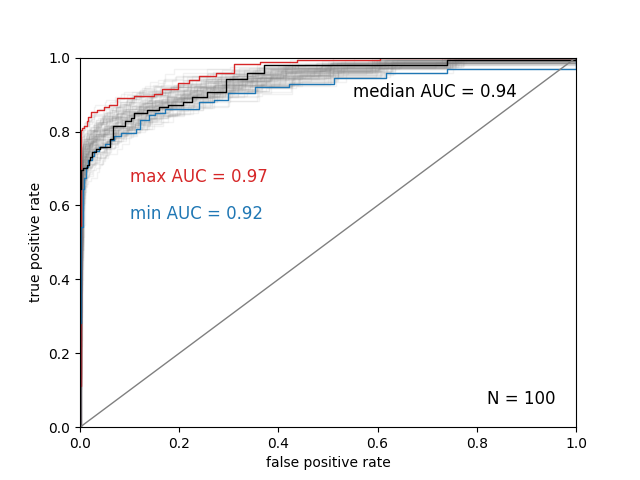 1.0
0.8
0.6
0.4
0.2
0.0
true positive rate
median AUC = 0.94
max AUC = 0.97
min AUC = 0.92
N = 100
0.0 0.2 0.4 0.6 0.8 1.0
false positive rate